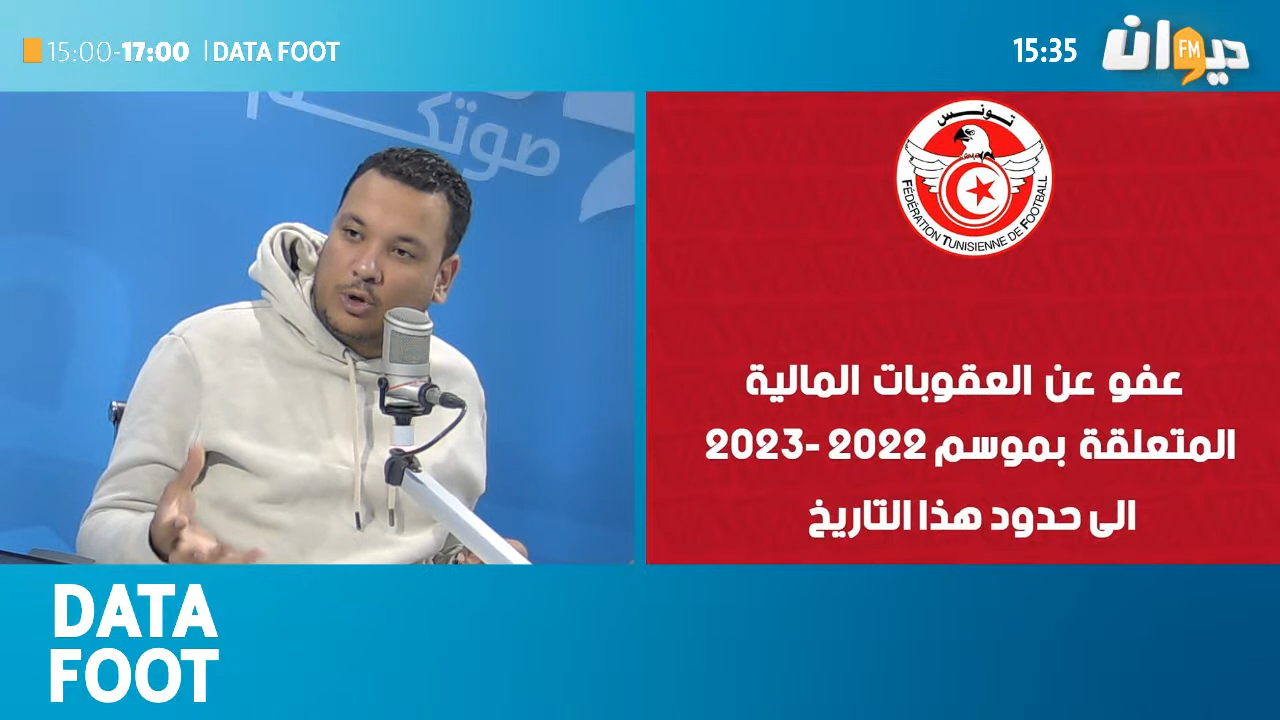 15:00-17:00 | DATA FOOT
15:35
ديوان
FM
صوتكم
تونس
FÉDÉRATION TUNISIENNE DE FOOTBALL
عفو عن العقوبات المالية
المتعلقة بموسم 2022 -2023
الى حدود هذا التاريخ
DATA
FOOT